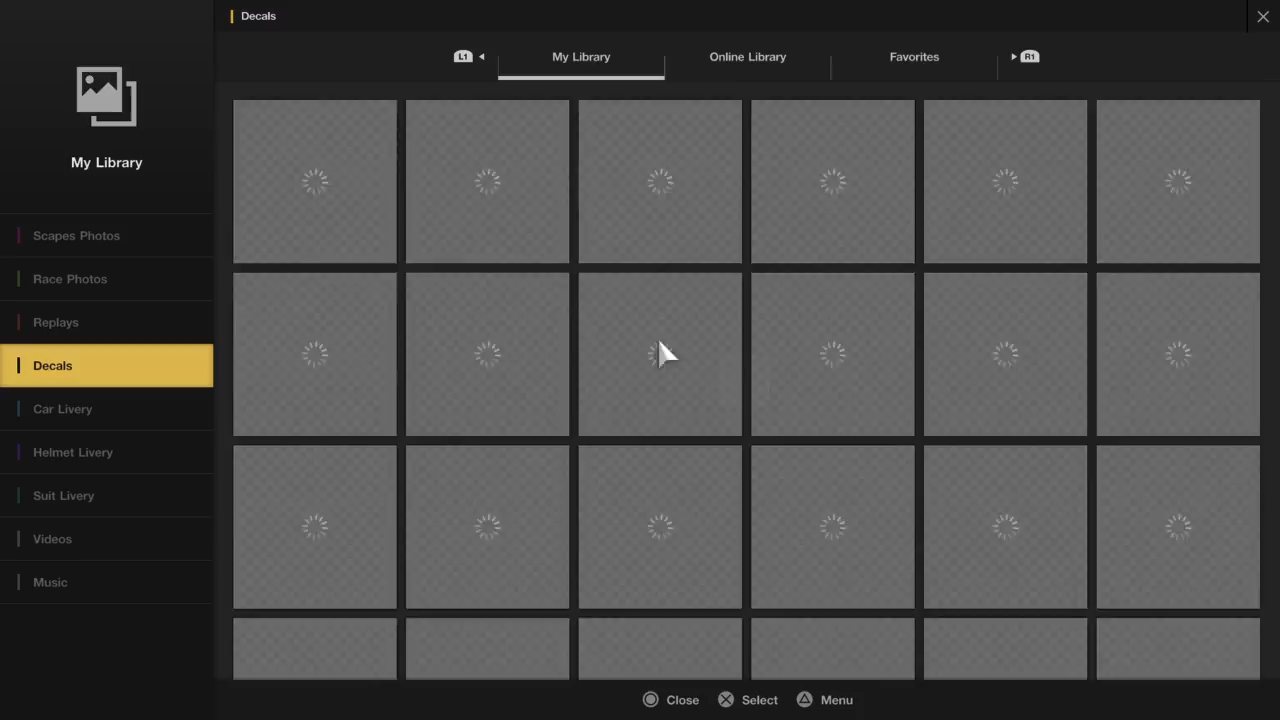 Decals
L1
My Library
Online Library
Favorites
R1
My Library
Scapes Photos
Race Photos
Replays
Decals
Car Livery
Helmet Livery
Suit Livery
Videos
Music
Close
Select
Menu